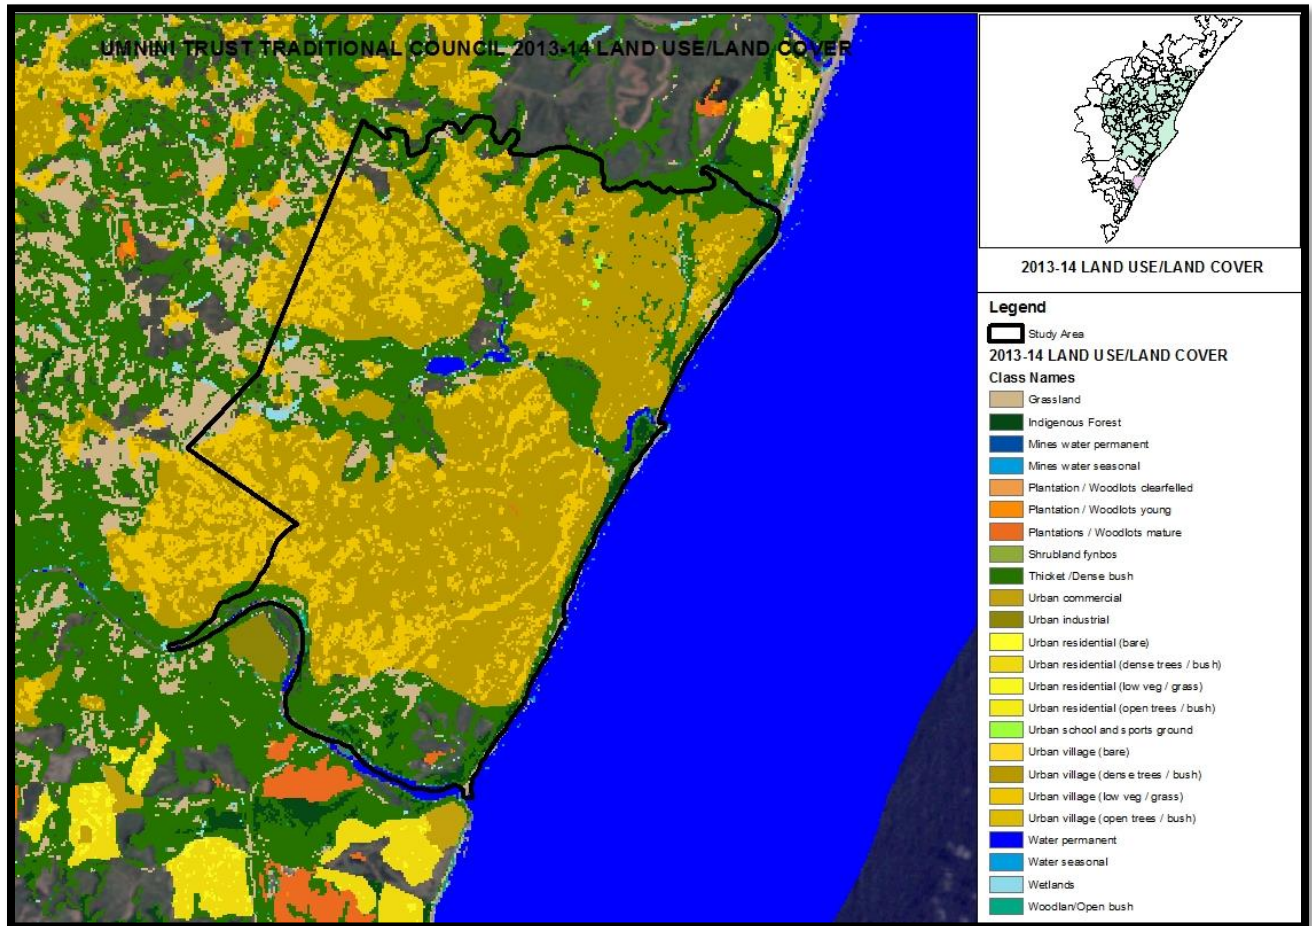 UMNINI TRUST TRADITIONAL COUNCIL 2013-14 LAND USE/LAND COVER
2013-14 LAND USE/LAND COVER
Legend
Study Area
2013-14 LAND USE/LAND COVER
Class Names
Grassland
Indigenous Forest
Mines water permanent
Mines water seasonal
Plantation / Woodlots clearfelled
Plantation / Woodlots young
Plantations / Woodlots mature
Shrubland fynbos
Thicket /Dense bush
Urban commercial
Urban industrial
Urban residential (bare)
Urban residential (dense trees / bush)
Urban residential (low veg / grass)
Urban residential (open trees / bush)
Urban school and sports ground
Urban village (bare)
Urban village (dense trees / bush)
Urban village (low veg / grass)
Urban village (open trees / bush)
Water permanent
Water seasonal
Wetlands
Woodlan/Open bush